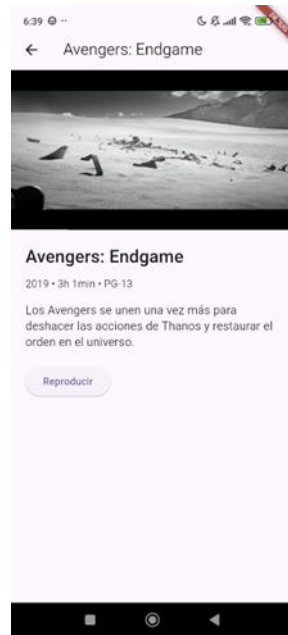 6:39
Avengers: Endgame
Avengers: Endgame
2019 • 3h 1min • PG-13
Los Avengers se unen una vez más para
deshacer las acciones de Thanos y restaurar el
orden en el universo.
Reproducir